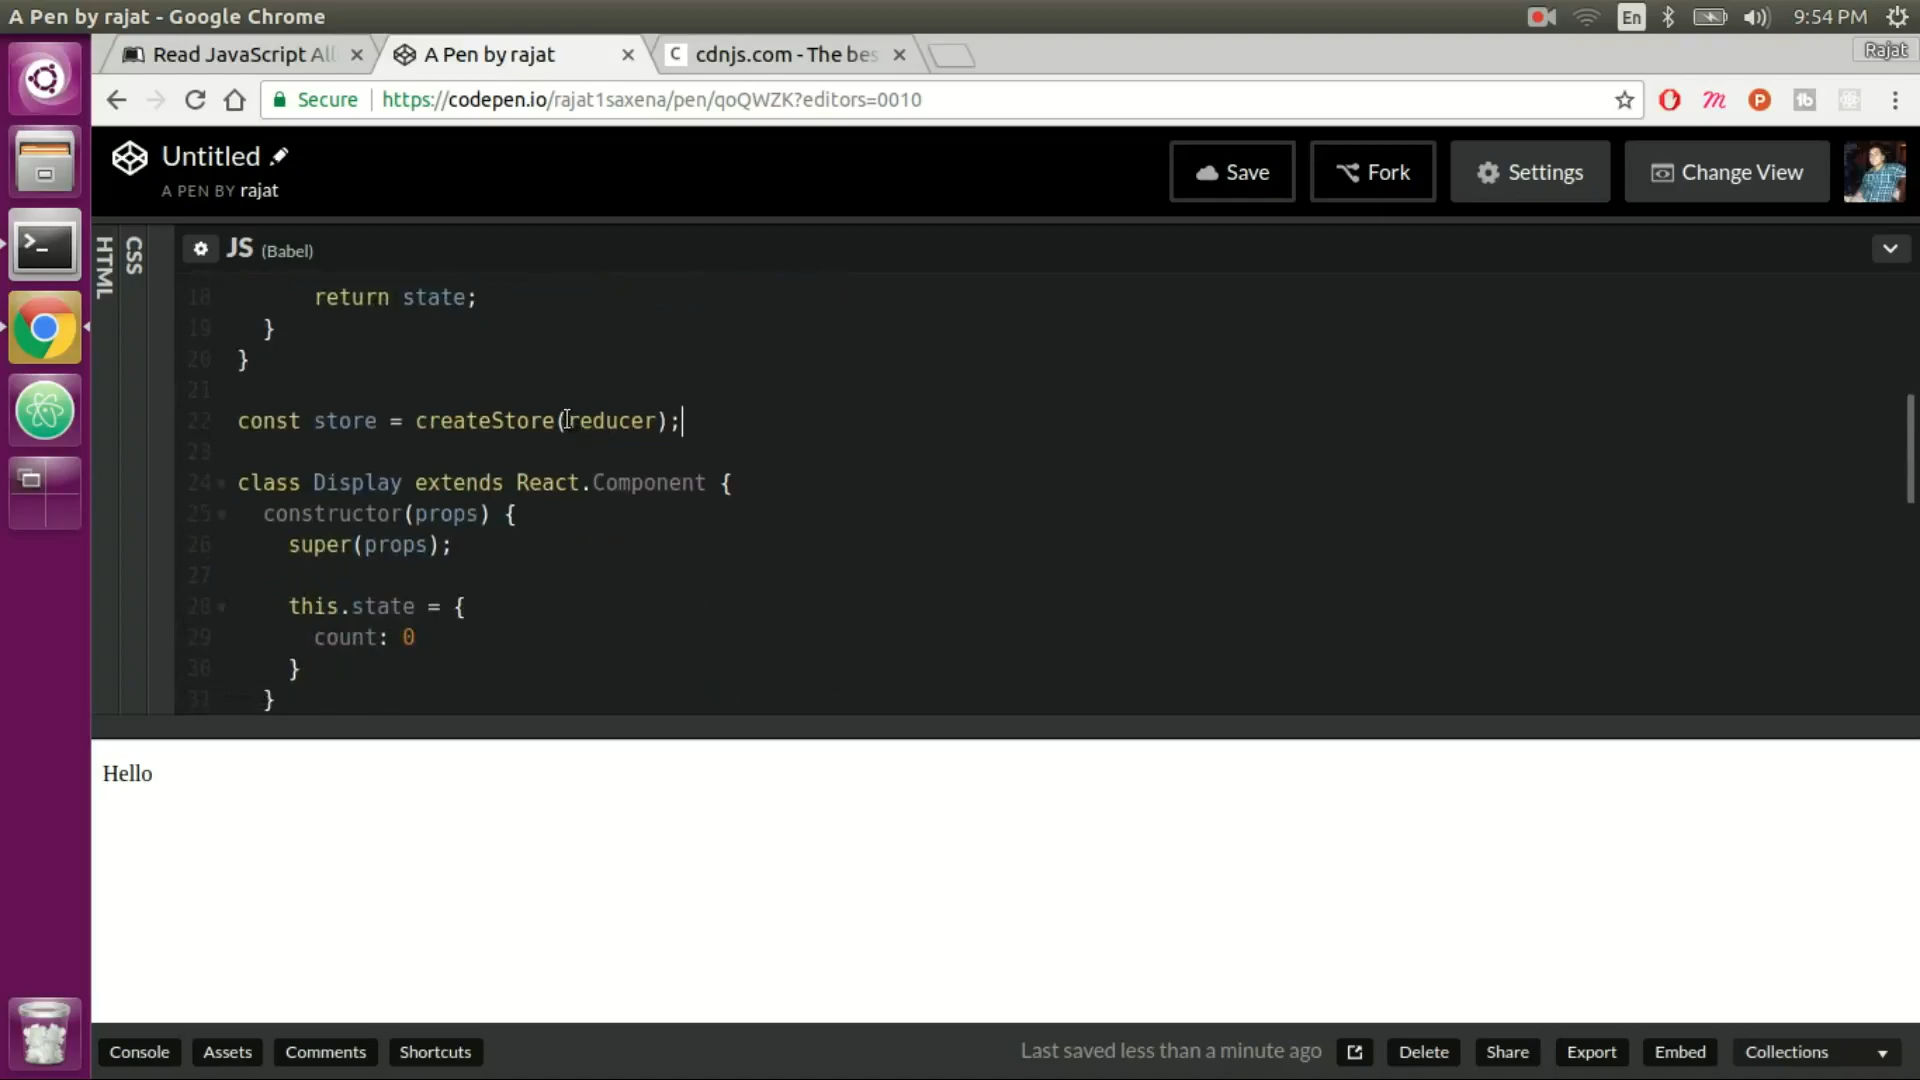 A Pen by rajat - Google Chrome
En
9:54 PM
Read JavaScript All
A Pen by rajat
cdnjs.com - The bes
Rajat
Secure https://codepen.io/rajat1saxena/pen/qoQWZK?editors=0010
Untitled
A PEN BY rajat
Save
Fork
Settings
Change View
HTML
CSS
JS (Babel)
18 return state;
19 }
20 }
21
22 const store = createStore(reducer);
23
24 class Display extends React.Component {
25 constructor(props) {
26 super(props);
27
28 this.state = {
29 count: 0
30 }
31 }
Hello
Console
Assets
Comments
Shortcuts
Last saved less than a minute ago
Delete
Share
Export
Embed
Collections